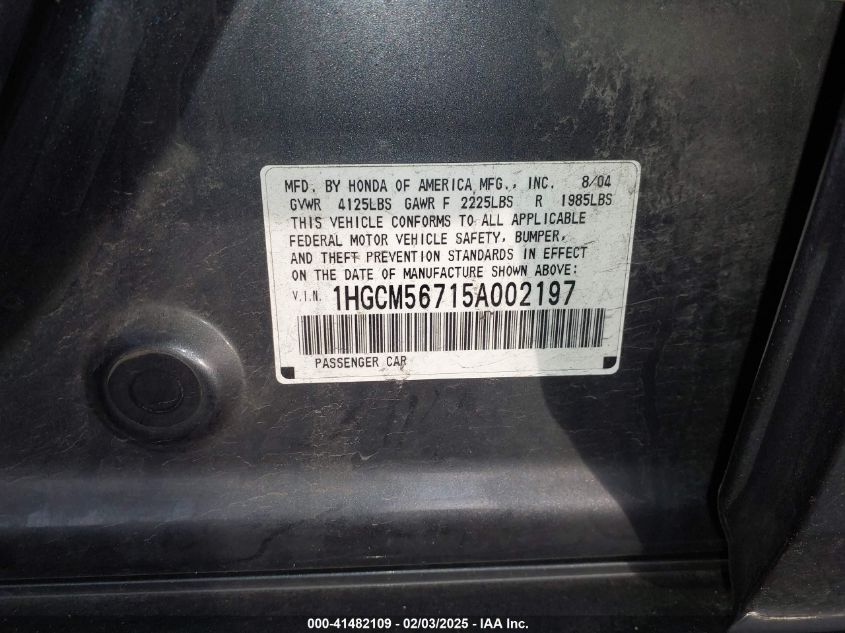 MFD. BY HONDA OF AMERICA MFG., INC. 8/04
GVWR 4125LBS GAWR F 2225LBS R 1985LBS
THIS VEHICLE CONFORMS TO ALL APPLICABLE
FEDERAL MOTOR VEHICLE SAFETY, BUMPER,
AND THEFT PREVENTION STANDARDS IN EFFECT
ON THE DATE OF MANUFACTURE SHOWN ABOVE:
V.I.N. 1HGCM56715A002197
PASSENGER CAR
000-41482109 | 02/03/2025 - IAA Inc.